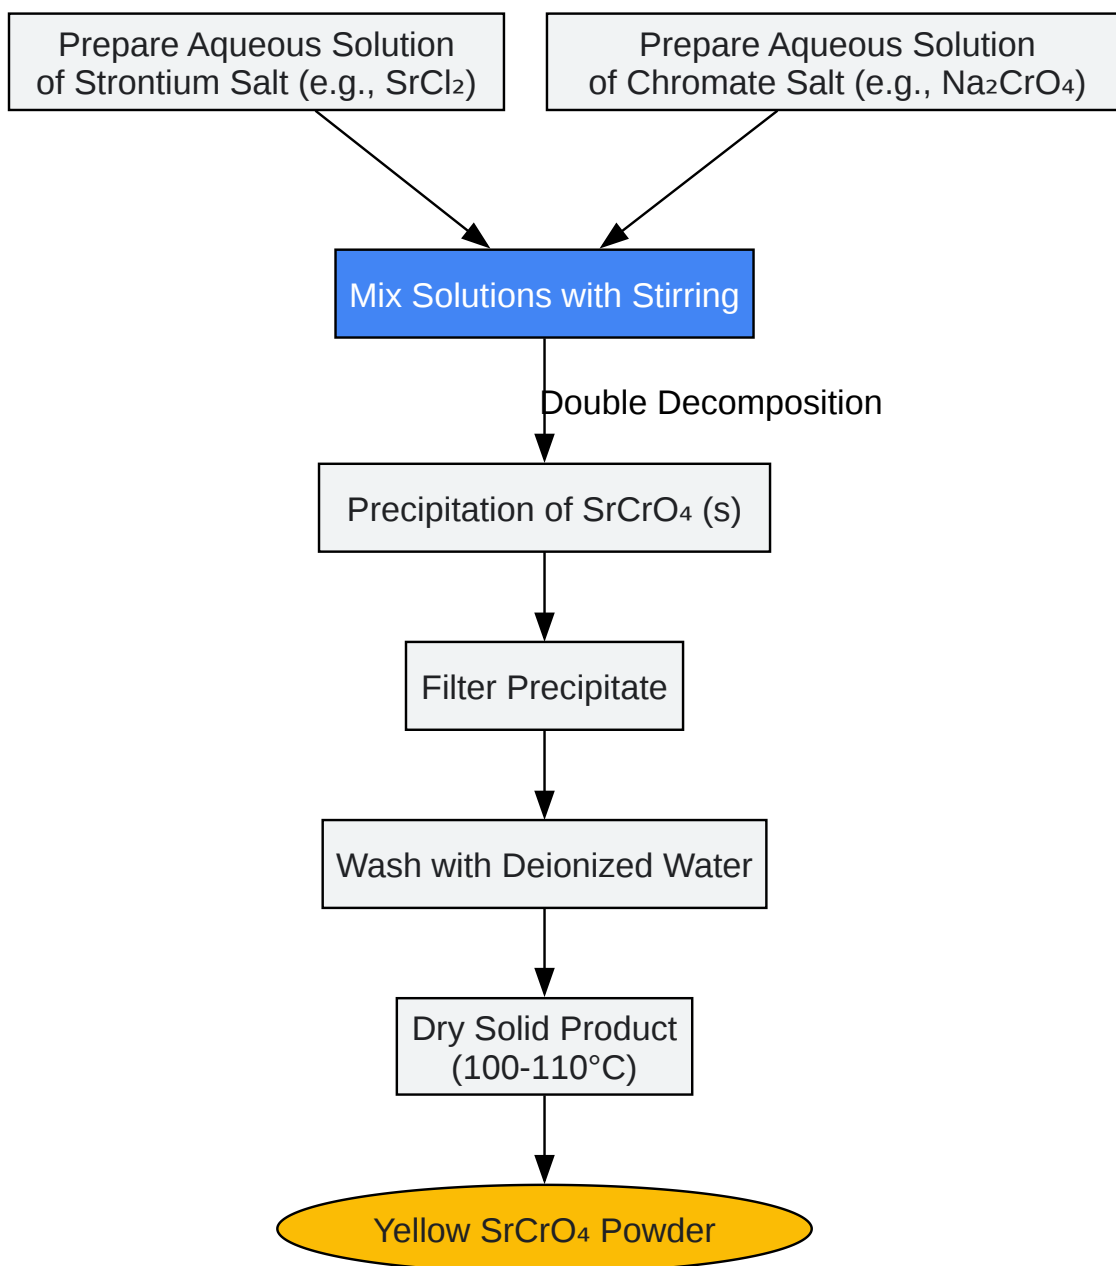 Prepare Aqueous Solution
of Strontium Salt (e.g., SrCl₂)
Prepare Aqueous Solution
of Chromate Salt (e.g., Na₂CrO₄)
Mix Solutions with Stirring
Double Decomposition
Precipitation of SrCrO₄ (s)
Filter Precipitate
Wash with Deionized Water
Dry Solid Product
(100-110°C)
Yellow SrCrO₄ Powder